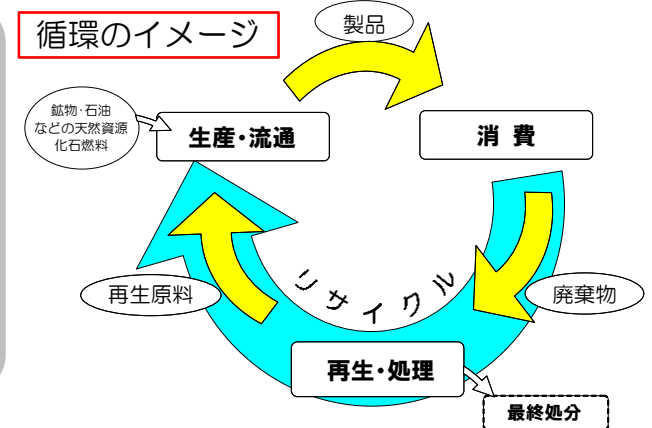 循環のイメージ
製品
鉱物・石油
などの天然資源
化石燃料
生産・流通
消 費
再生原料
リサイクル
廃棄物
再生・処理
最終処分